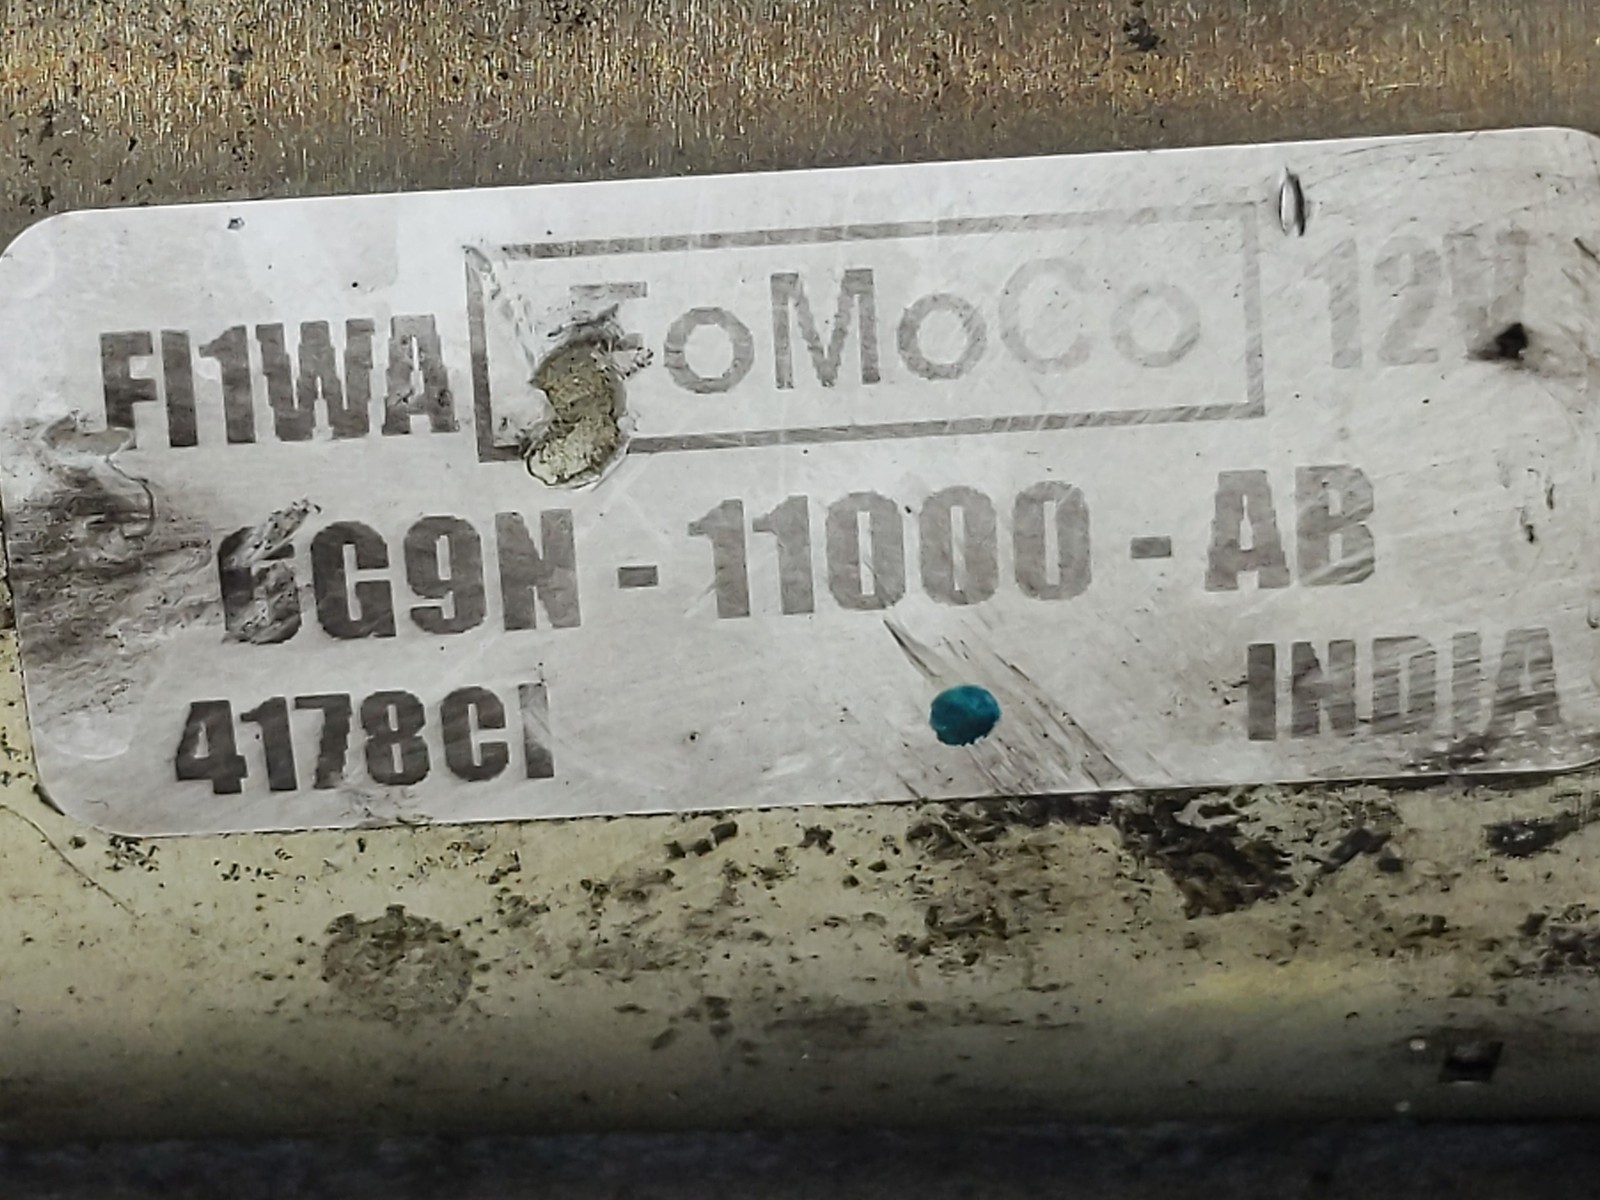 FI1WA FoMoCo 12V
6G9N - 11000 - AB
4178CI INDIA